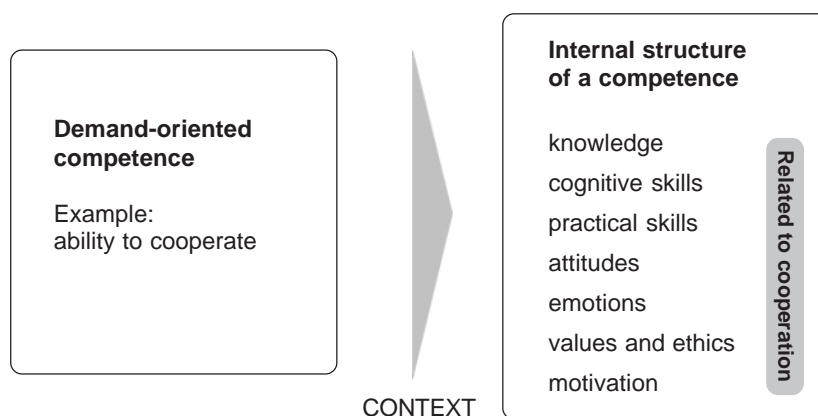 Demand-oriented
competence
Example:
ability to cooperate
CONTEXT
Internal structure
of a competence
knowledge
cognitive skills
practical skills
attitudes
emotions
values and ethics
motivation
Related to cooperation